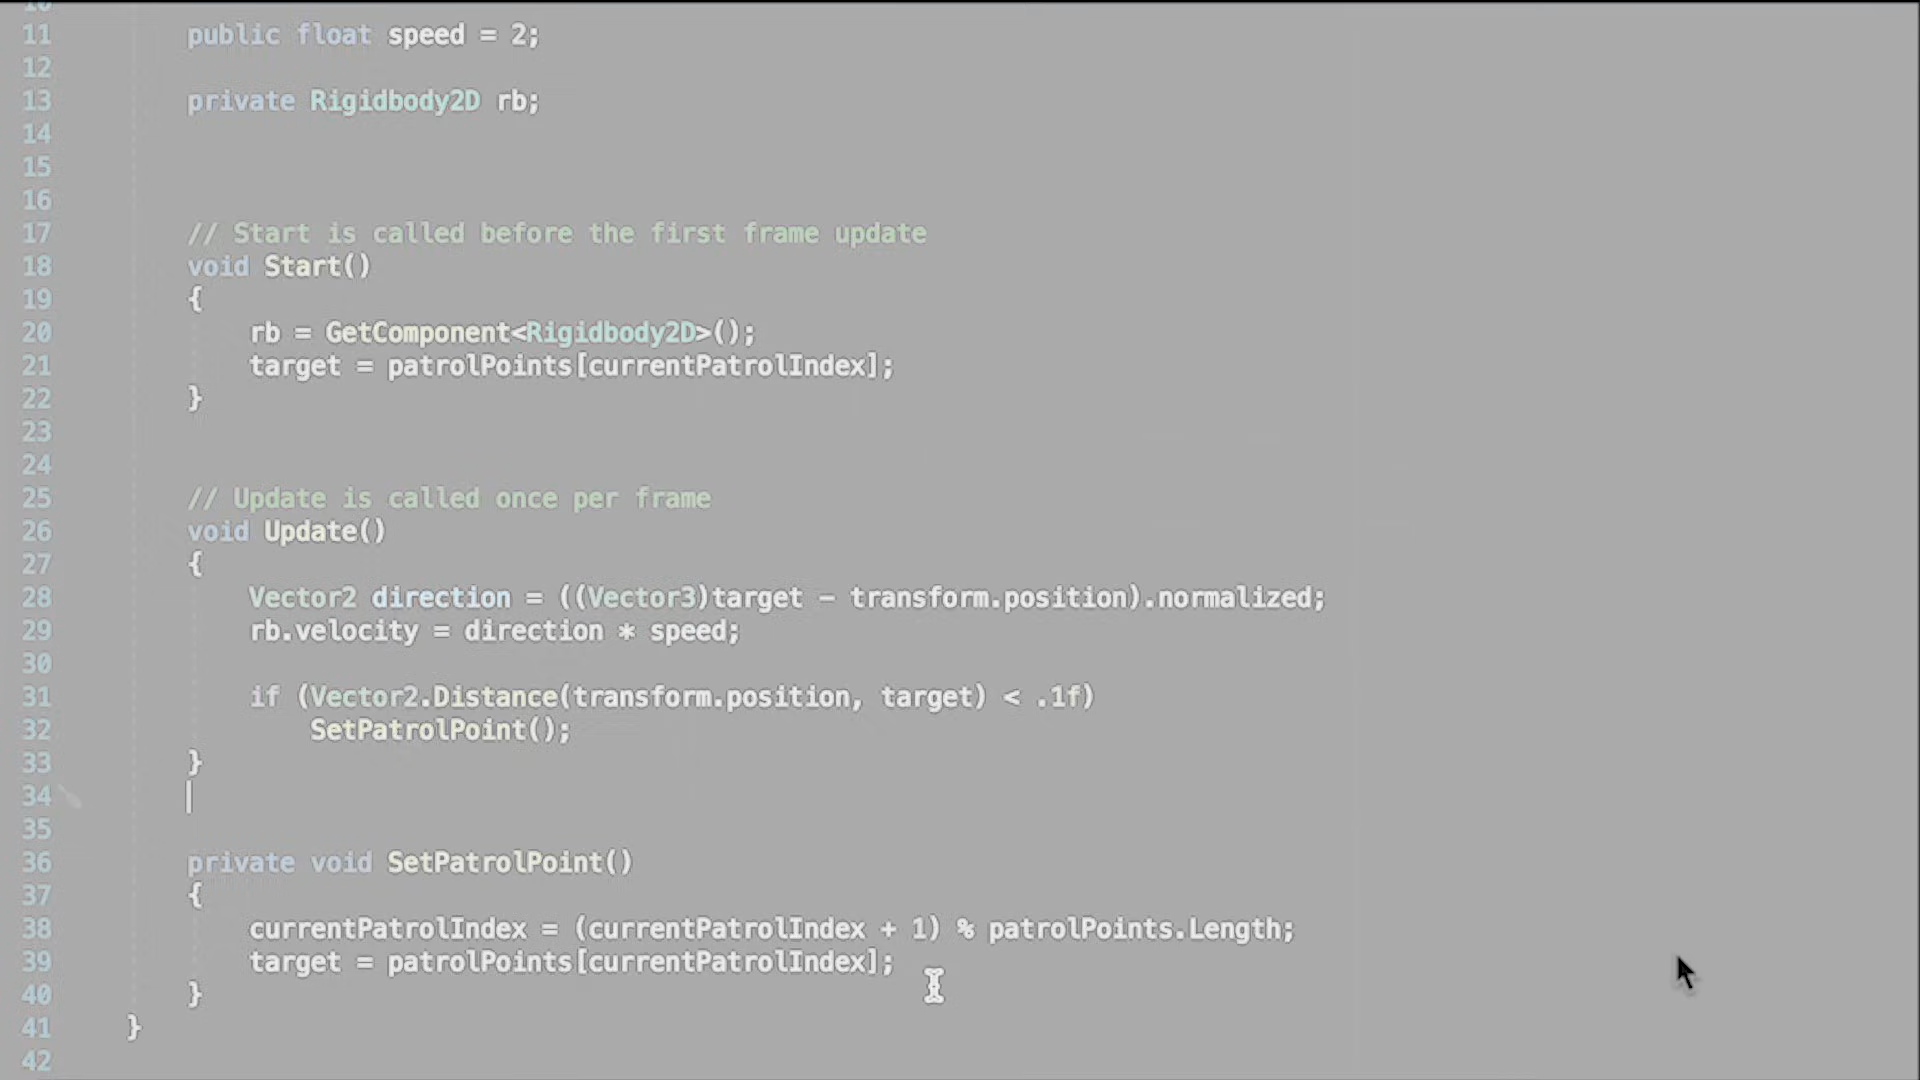 11 public float speed = 2;
12
13 private Rigidbody2D rb;
14
15
16
17 // Start is called before the first frame update
18 void Start()
19 {
20 rb = GetComponent<Rigidbody2D>();
21 target = patrolPoints[currentPatrolIndex];
22 }
23
24
25 // Update is called once per frame
26 void Update()
27 {
28 Vector2 direction = ((Vector3)target - transform.position).normalized;
29 rb.velocity = direction * speed;
30
31 if (Vector2.Distance(transform.position, target) < .1f)
32 SetPatrolPoint();
33 }
34
35
36 private void SetPatrolPoint()
37 {
38 currentPatrolIndex = (currentPatrolIndex + 1) % patrolPoints.Length;
39 target = patrolPoints[currentPatrolIndex];
40 }
41 }
42